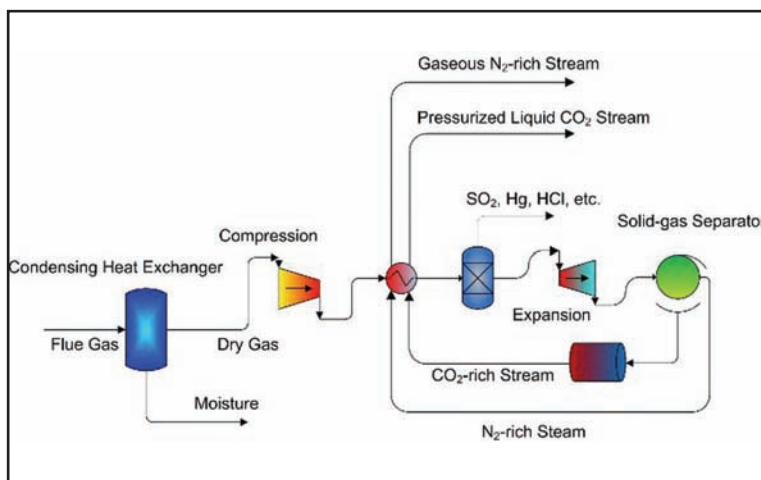 Gaseous N₂-rich Stream
Pressurized Liquid CO₂ Stream
SO₂, Hg, HCl, etc.
Solid-gas Separator
Compression
Condensing Heat Exchanger
Expansion
Flue Gas
Dry Gas
CO₂-rich Stream
Moisture
N₂-rich Steam